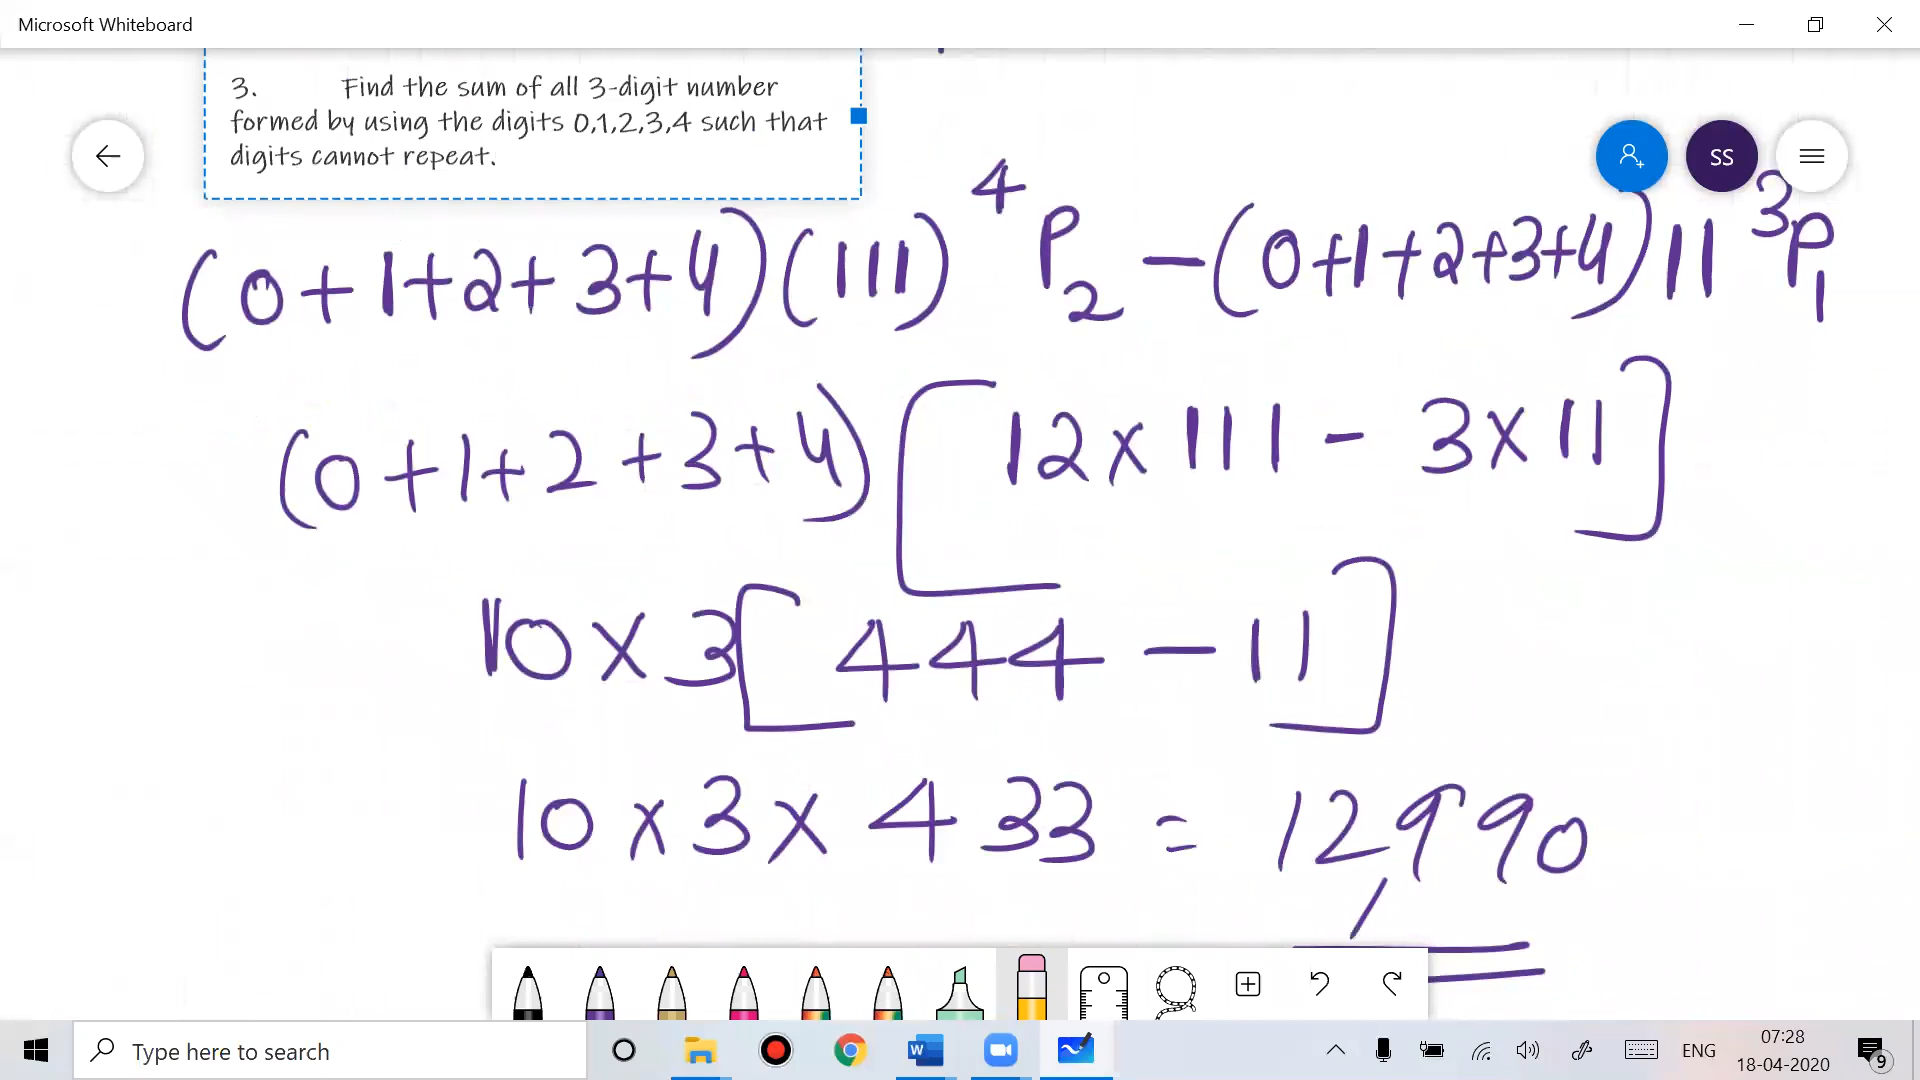 Microsoft Whiteboard
3. Find the sum of all 3-digit number
formed by using the digits 0,1,2,3,4 such that
digits cannot repeat.
SS
(0+1+2+3+4)(111) ⁴P₂ − (0+1+2+3+4) 11 ³P₁
(0+1+2+3+4) [12 × 111 − 3 × 11]
10 × 3 [444 − 11]
10 × 3 × 433 = 12,990
Type here to search
ENG
07:28
18-04-2020
9